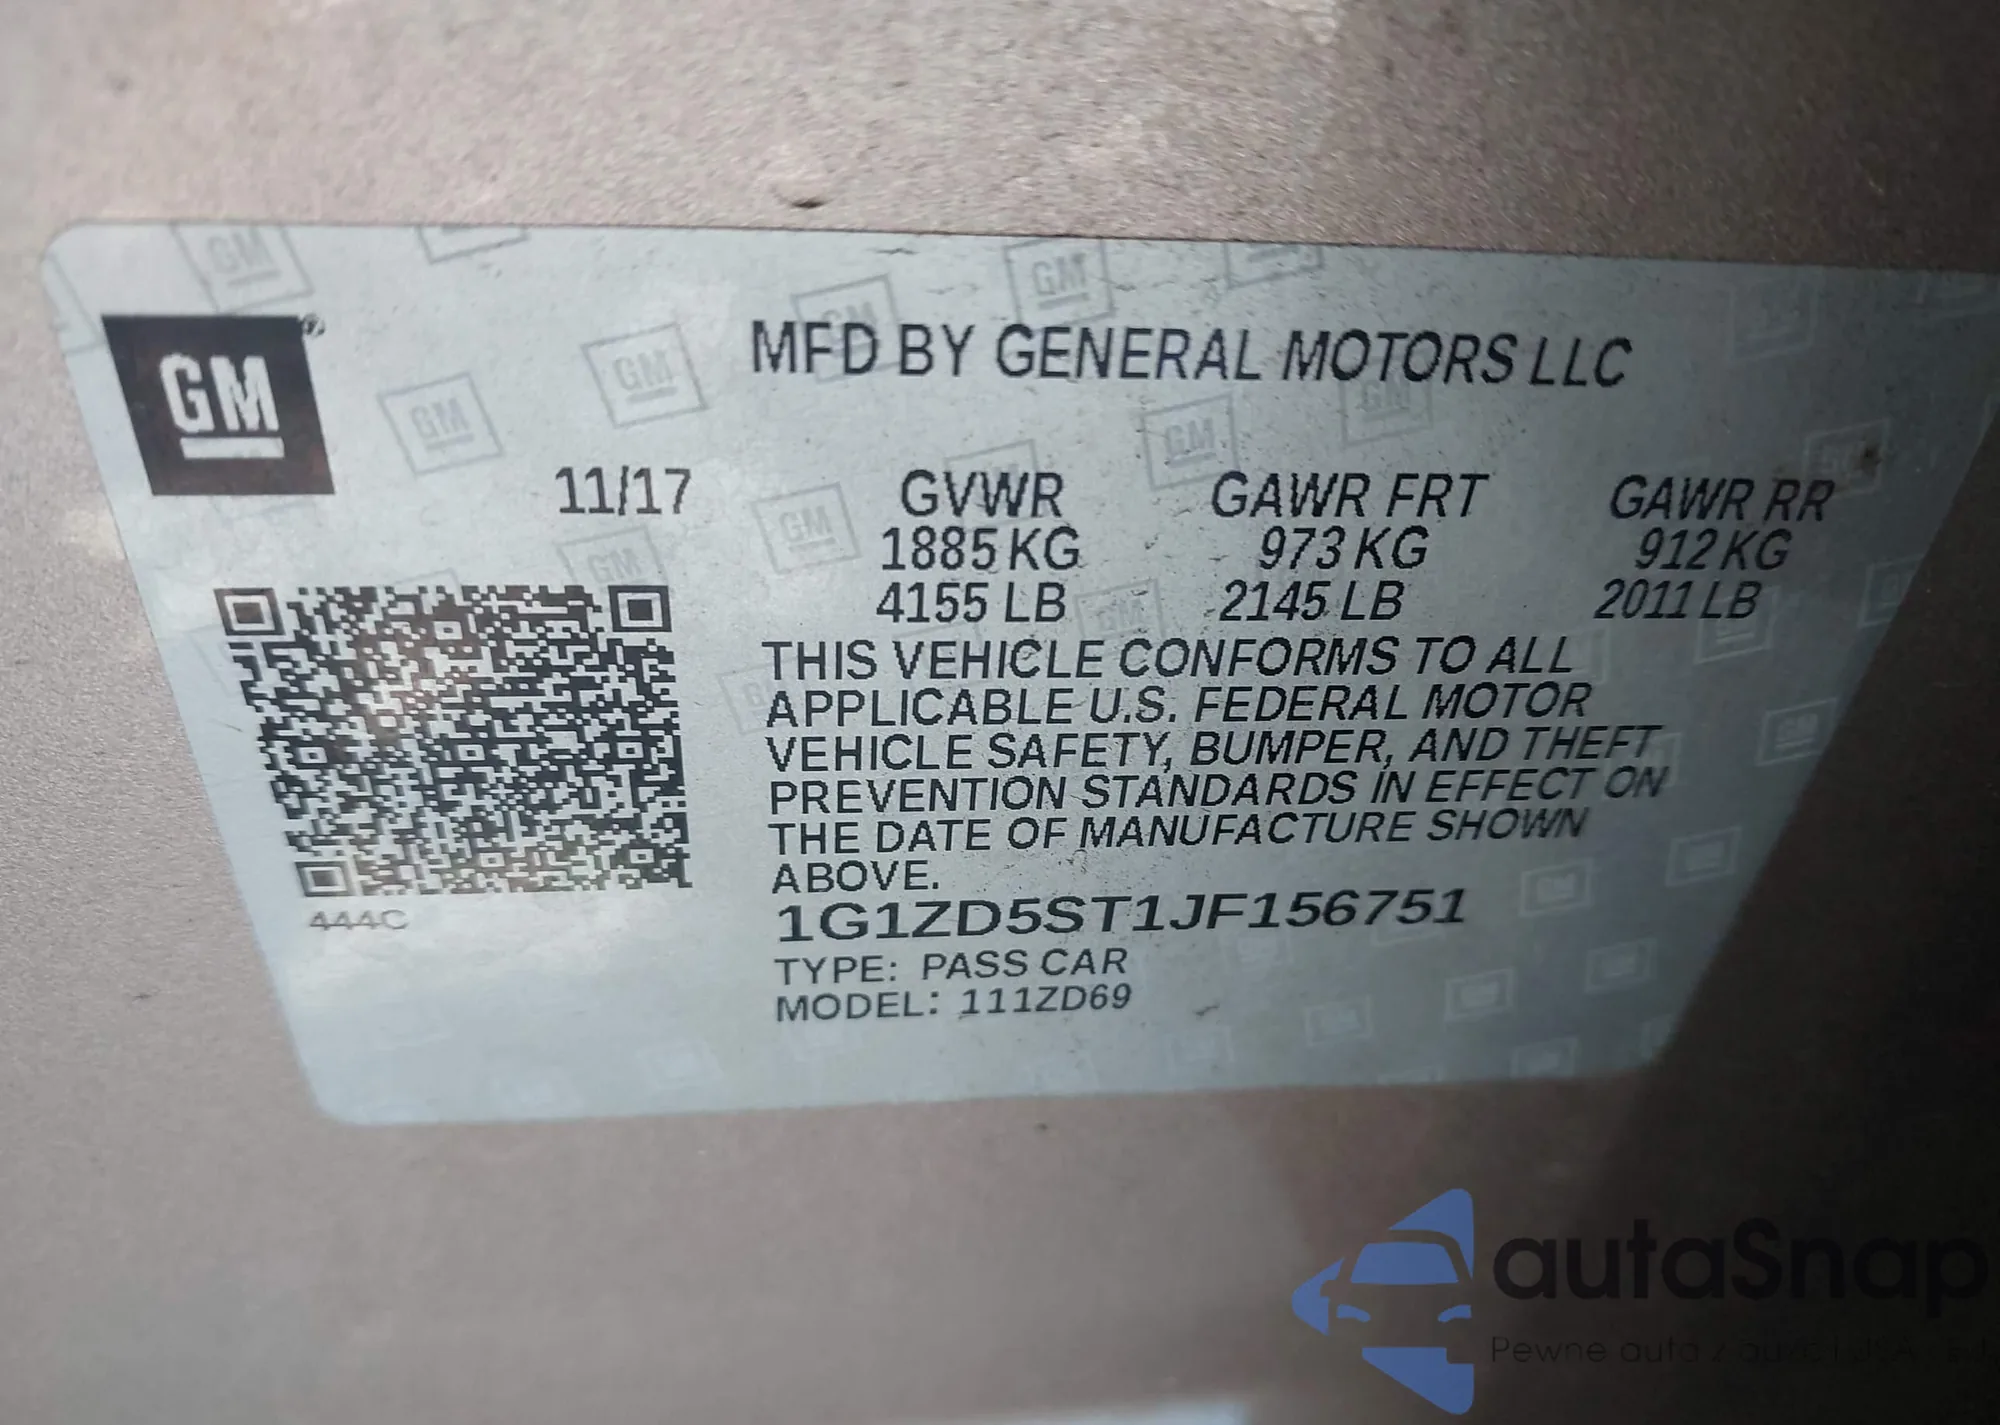 GM
MFD BY GENERAL MOTORS LLC
11/17
GVWR
1885 KG
4155 LB
GAWR FRT
973 KG
2145 LB
GAWR RR
912 KG
2011 LB
THIS VEHICLE CONFORMS TO ALL
APPLICABLE U.S. FEDERAL MOTOR
VEHICLE SAFETY, BUMPER, AND THEFT
PREVENTION STANDARDS IN EFFECT ON
THE DATE OF MANUFACTURE SHOWN
ABOVE.
1G1ZD5ST1JF156751
TYPE: PASS CAR
MODEL: 111ZD69
444C
autaSnap
Pewne auto z